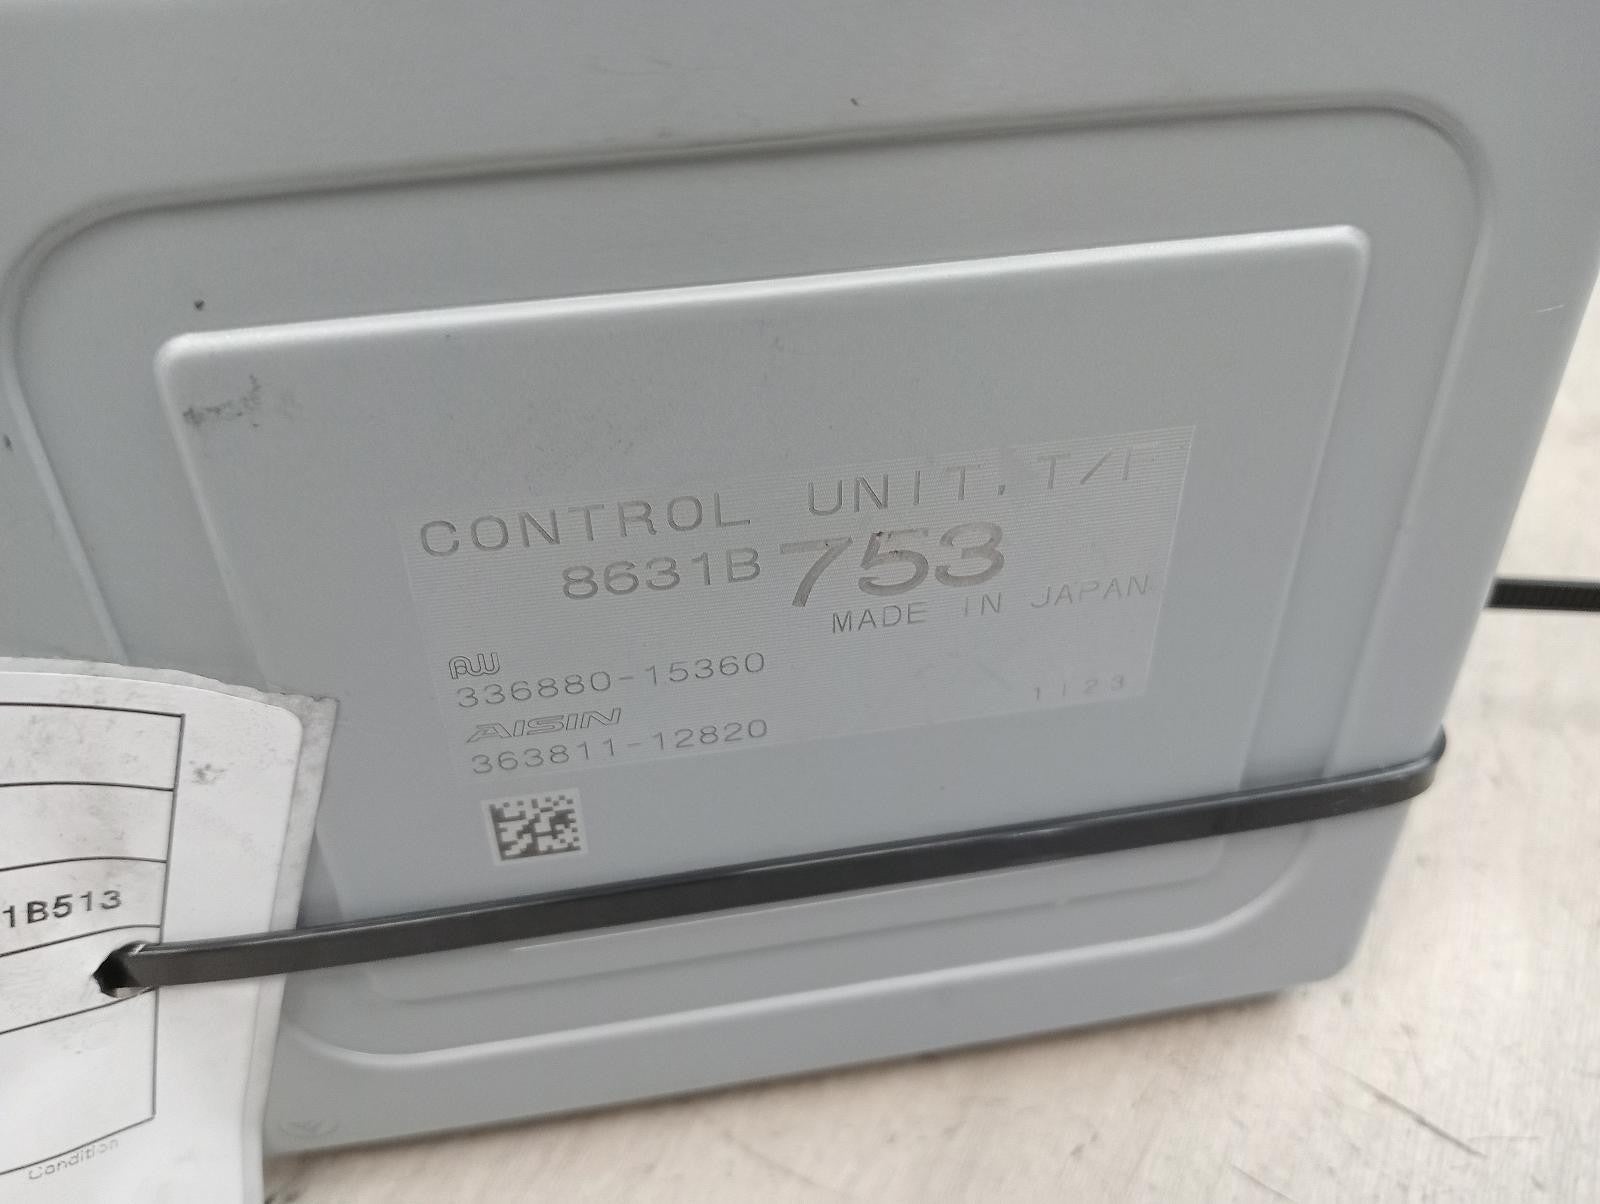 CONTROL UNIT, T/F
8631B753
MADE IN JAPAN
AW
336880-15360
AISIN
363811-12820
1123
1B513
Condition